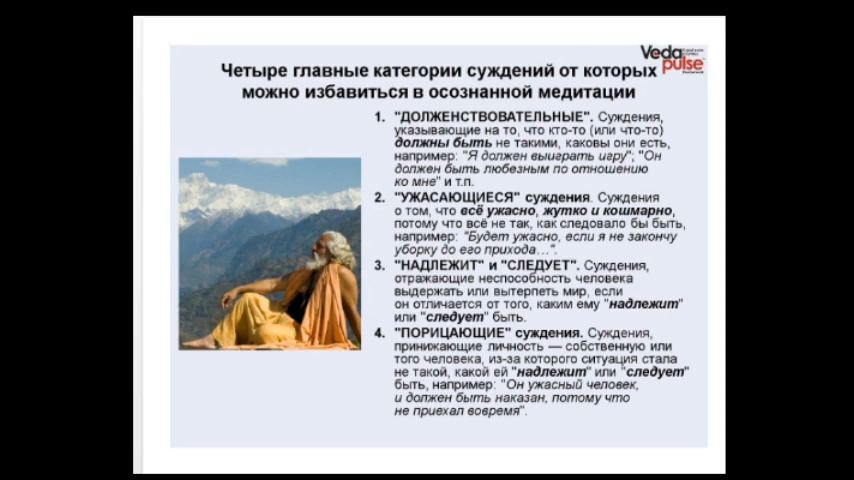 Veda
pulse
Четыре главные категории суждений от которых
можно избавиться в осознанной медитации
1. "ДОЛЖЕНСТВОВАТЕЛЬНЫЕ". Суждения,
указывающие на то, что кто-то (или что-то)
должны быть не такими, каковы они есть,
например: "Я должен выиграть игру"; "Он
должен быть любезным по отношению
ко мне" и т.п.
2. "УЖАСАЮЩИЕСЯ" суждения. Суждения
о том, что всё ужасно, жутко и кошмарно,
потому что всё не так, как следовало бы быть,
например: "Будет ужасно, если я не закончу
уборку до его прихода…".
3. "НАДЛЕЖИТ" и "СЛЕДУЕТ". Суждения,
отражающие неспособность человека
выдержать или вытерпеть мир, если
он отличается от того, каким ему "надлежит"
или "следует" быть.
4. "ПОРИЦАЮЩИЕ" суждения. Суждения,
принижающие личность — собственную или
того человека, из-за которого ситуация стала
не такой, какой ей "надлежит" или "следует"
быть, например: "Он ужасный человек,
и должен быть наказан, потому что
не приехал вовремя".